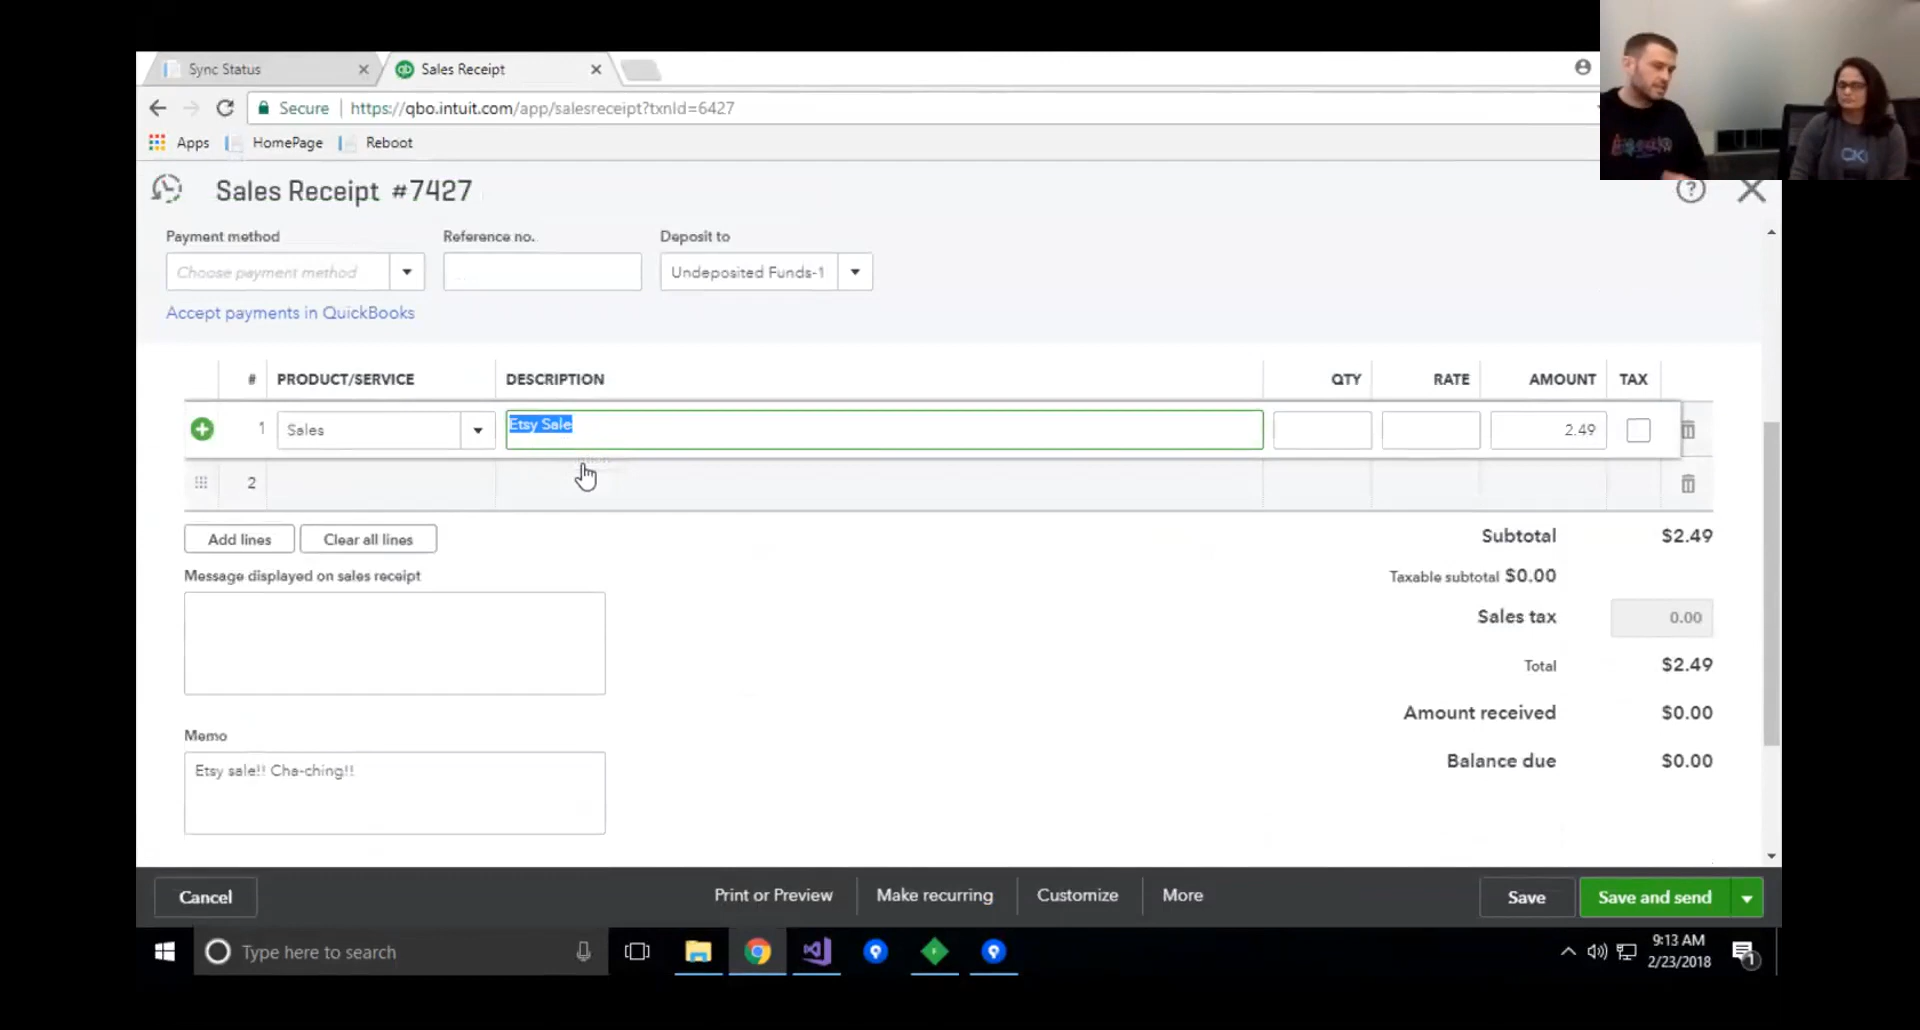 Sync Status
Sales Receipt
Secure https://qbo.intuit.com/app/salesreceipt?txnId=6427
Apps HomePage Reboot
Sales Receipt #7427
Payment method Reference no. Deposit to
Choose payment method Undeposited Funds-1
Accept payments in QuickBooks
# PRODUCT/SERVICE DESCRIPTION QTY RATE AMOUNT TAX
1 Sales Etsy Sale 2.49
2
Add lines Clear all lines
Subtotal $2.49
Message displayed on sales receipt
Taxable subtotal $0.00
Sales tax 0.00
Total $2.49
Amount received $0.00
Memo
Balance due $0.00
Etsy sale!! Cha-ching!!
Cancel Print or Preview Make recurring Customize More Save Save and send
Type here to search
9:13 AM
2/23/2018
1